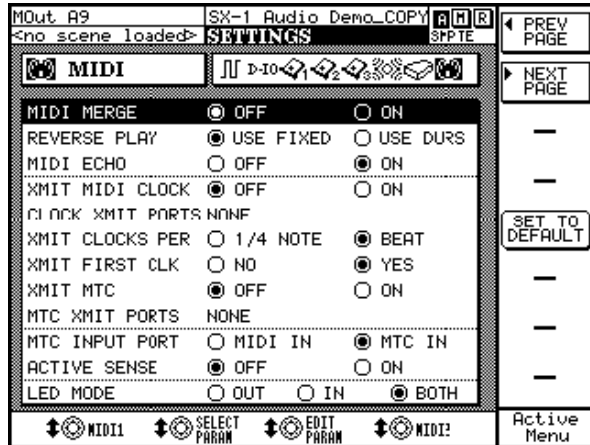 MOut A9 SX-1 Audio Demo_COPY A M R
<no scene loaded> SETTINGS SMPTE
PREV PAGE
NEXT PAGE
MIDI D-IO 1 2 3
MIDI MERGE OFF ON
REVERSE PLAY USE FIXED USE DURS
MIDI ECHO OFF ON
XMIT MIDI CLOCK OFF ON
CLOCK XMIT PORTS NONE
XMIT CLOCKS PER 1/4 NOTE BEAT
XMIT FIRST CLK NO YES
XMIT MTC OFF ON
MTC XMIT PORTS NONE
MTC INPUT PORT MIDI IN MTC IN
ACTIVE SENSE OFF ON
LED MODE OUT IN BOTH
SET TO DEFAULT
MIDI1 SELECT PARAM EDIT PARAM MIDI2
Active Menu